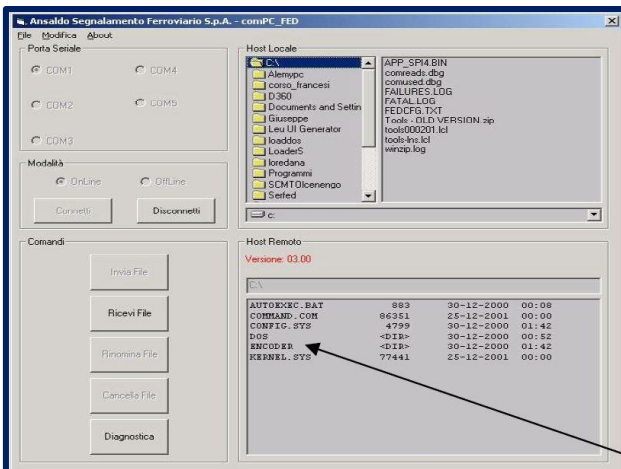 Ansaldo Segnalamento Ferroviario S.p.A. - comPC_FED
File Modifica About
Porta Seriale
COM1 COM4
COM2 COM5
COM3
Modalità
OnLine OffLine
Connetti Disconnetti
Comandi
Invia File
Ricevi File
Rinomina File
Cancella File
Diagnostica
Host Locale
C:\
Alemypc
corso_francesi
D360
Documents and Settin
Giuseppe
Leu UI Generator
loaddos
LoaderS
loredana
Programmi
SCMTOIcenengo
Serfed
APP_SPI4.BIN
comreads.dbg
comused.dbg
FAILURES.LOG
FATAL.LOG
FEDCFG.TXT
Tools - OLD VERSION.zip
tools000201.lcl
tools-lns.lcl
winzip.log
c:
Host Remoto
Versione: 03.00
C:\
AUTOEXEC.BAT 883 30-12-2000 00:08
COMMAND.COM 86351 25-12-2001 00:00
CONFIG.SYS 4799 30-12-2000 01:42
DOS <DIR> 30-12-2000 00:52
ENCODER <DIR> 30-12-2000 01:42
KERNEL.SYS 77441 25-12-2001 00:00